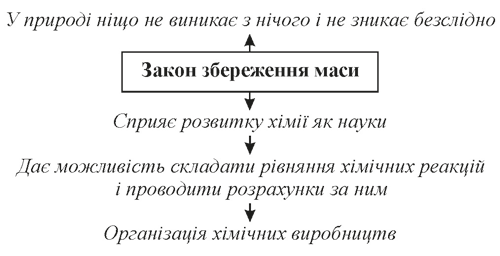 У природі ніщо не виникає з нічого і не зникає безслідно
Закон збереження маси
Сприяє розвитку хімії як науки
Дає можливість складати рівняння хімічних реакцій
і проводити розрахунки за ним
Організація хімічних виробництв